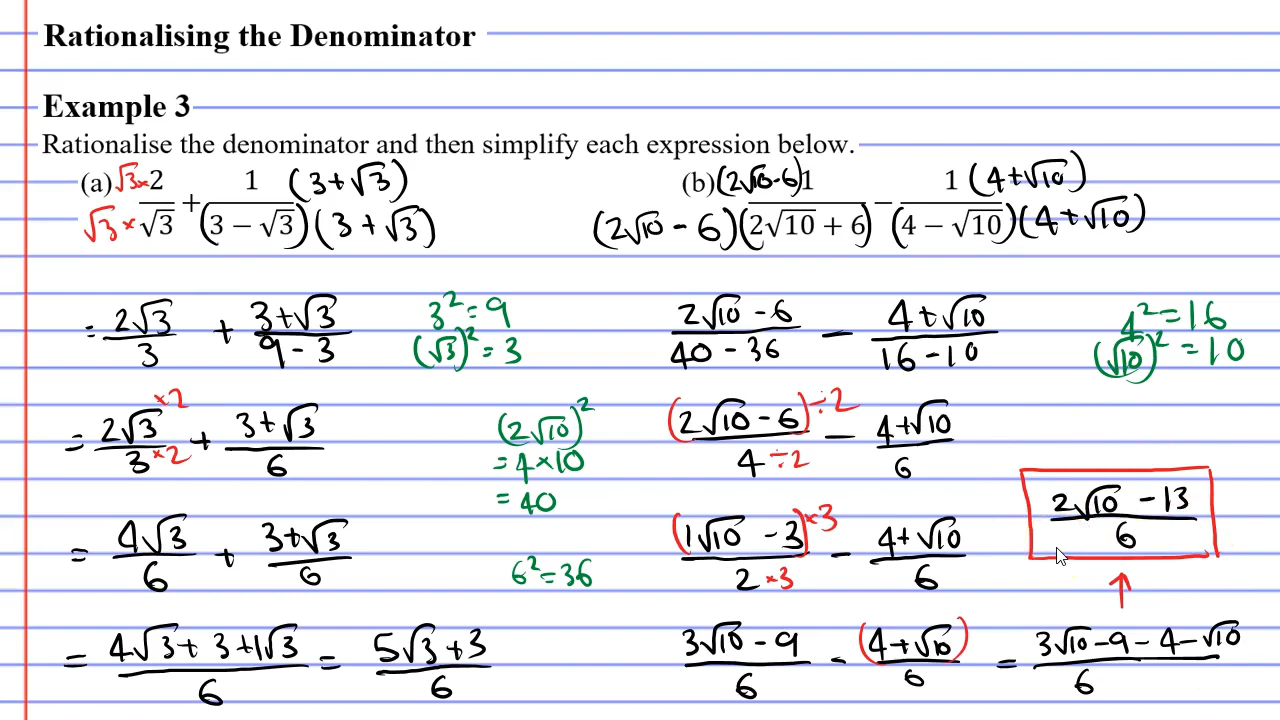 Rationalising the Denominator
Example 3
Rationalise the denominator and then simplify each expression below.
(a) √3×2/√3×√3 + 1(3+√3)/(3−√3)(3+√3)
= 2√3/3 + 3+√3/9−3
3² = 9
(√3)² = 3
= 2√3×2/3×2 + 3+√3/6
= 4√3/6 + 3+√3/6
= 4√3+3+1√3/6 = 5√3+3/6
(2√10)²
= 4×10
= 40
6² = 36
(b) (2√10−6)1/(2√10−6)(2√10+6) − 1(4+√10)/(4−√10)(4+√10)
2√10−6/40−36 − 4+√10/16−10
4² = 16
(√10)² = 10
(2√10−6)÷2/4÷2 − 4+√10/6
(1√10−3)×3/2×3 − 4+√10/6
3√10−9/6 − (4+√10)/6 = 3√10−9−4−√10/6
↑
2√10−13/6